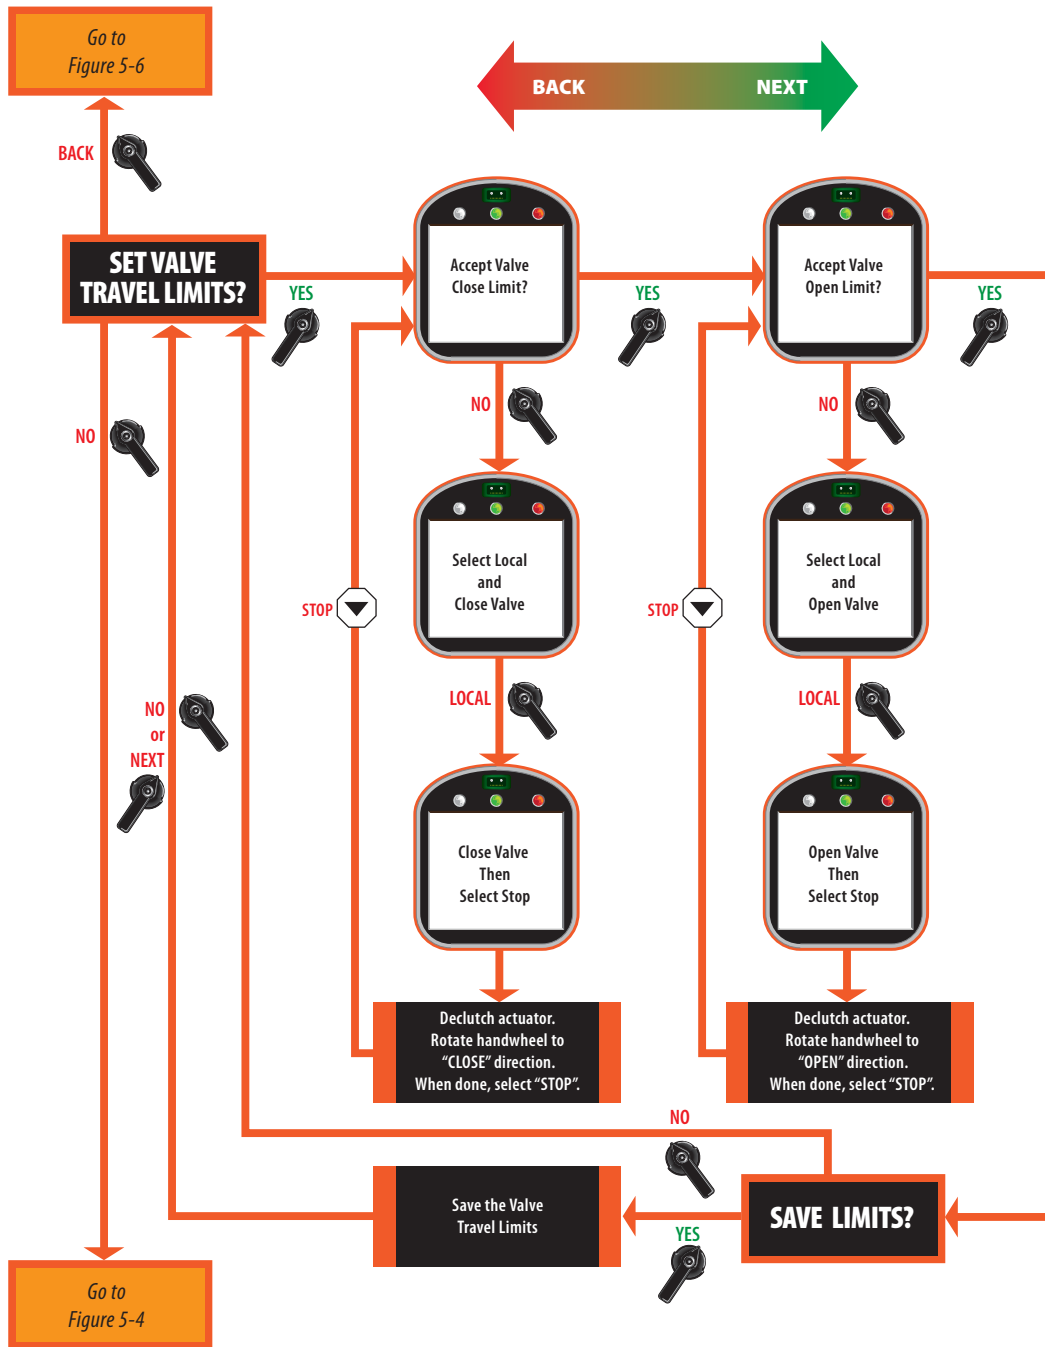 Go to
Figure 5-6
BACK
NEXT
BACK
SET VALVE
TRAVEL LIMITS?
YES
Accept Valve
Close Limit?
YES
Accept Valve
Open Limit?
YES
NO
NO
NO
Select Local
and
Close Valve
Select Local
and
Open Valve
STOP
STOP
LOCAL
LOCAL
NO
or
NEXT
Close Valve
Then
Select Stop
Open Valve
Then
Select Stop
Declutch actuator.
Rotate handwheel to
“CLOSE” direction.
When done, select “STOP”.
Declutch actuator.
Rotate handwheel to
“OPEN” direction.
When done, select “STOP”.
NO
Save the Valve
Travel Limits
YES
SAVE LIMITS?
Go to
Figure 5-4